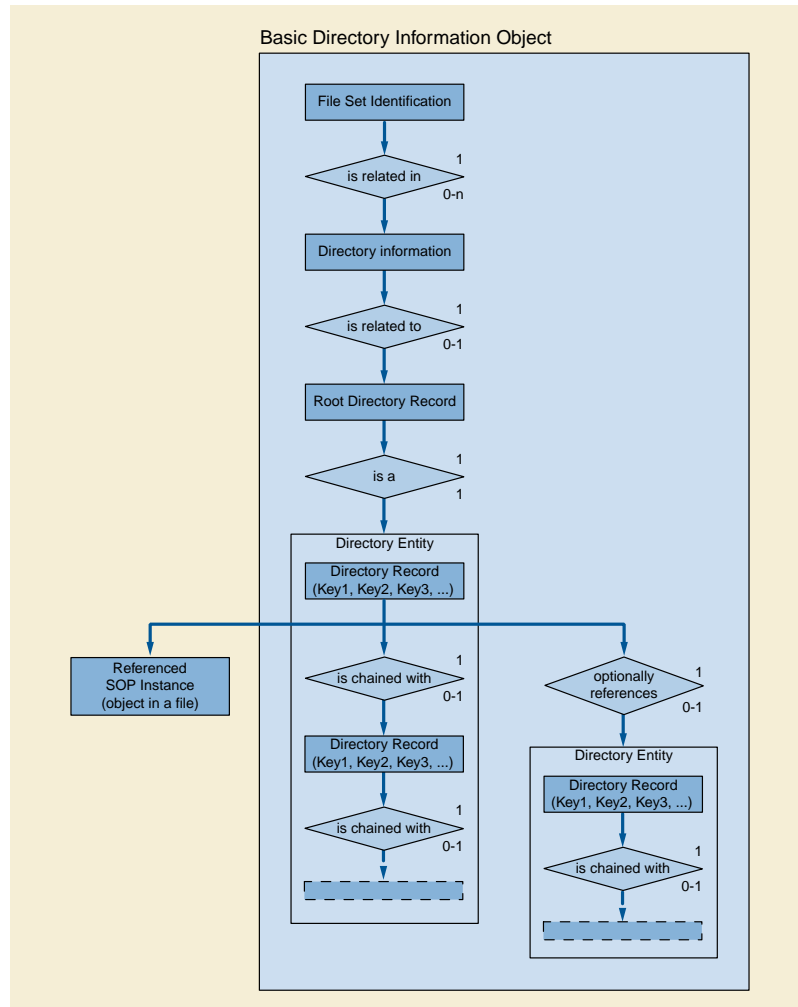 Basic Directory Information Object
File Set Identification
1
is related in
0-n
Directory information
1
is related to
0-1
Root Directory Record
1
is a
1
Directory Entity
Directory Record
(Key1, Key2, Key3, ...)
Referenced
SOP Instance
(object in a file)
1
is chained with
0-1
Directory Record
(Key1, Key2, Key3, ...)
1
is chained with
0-1
1
optionally
references
0-1
Directory Entity
Directory Record
(Key1, Key2, Key3, ...)
1
is chained with
0-1